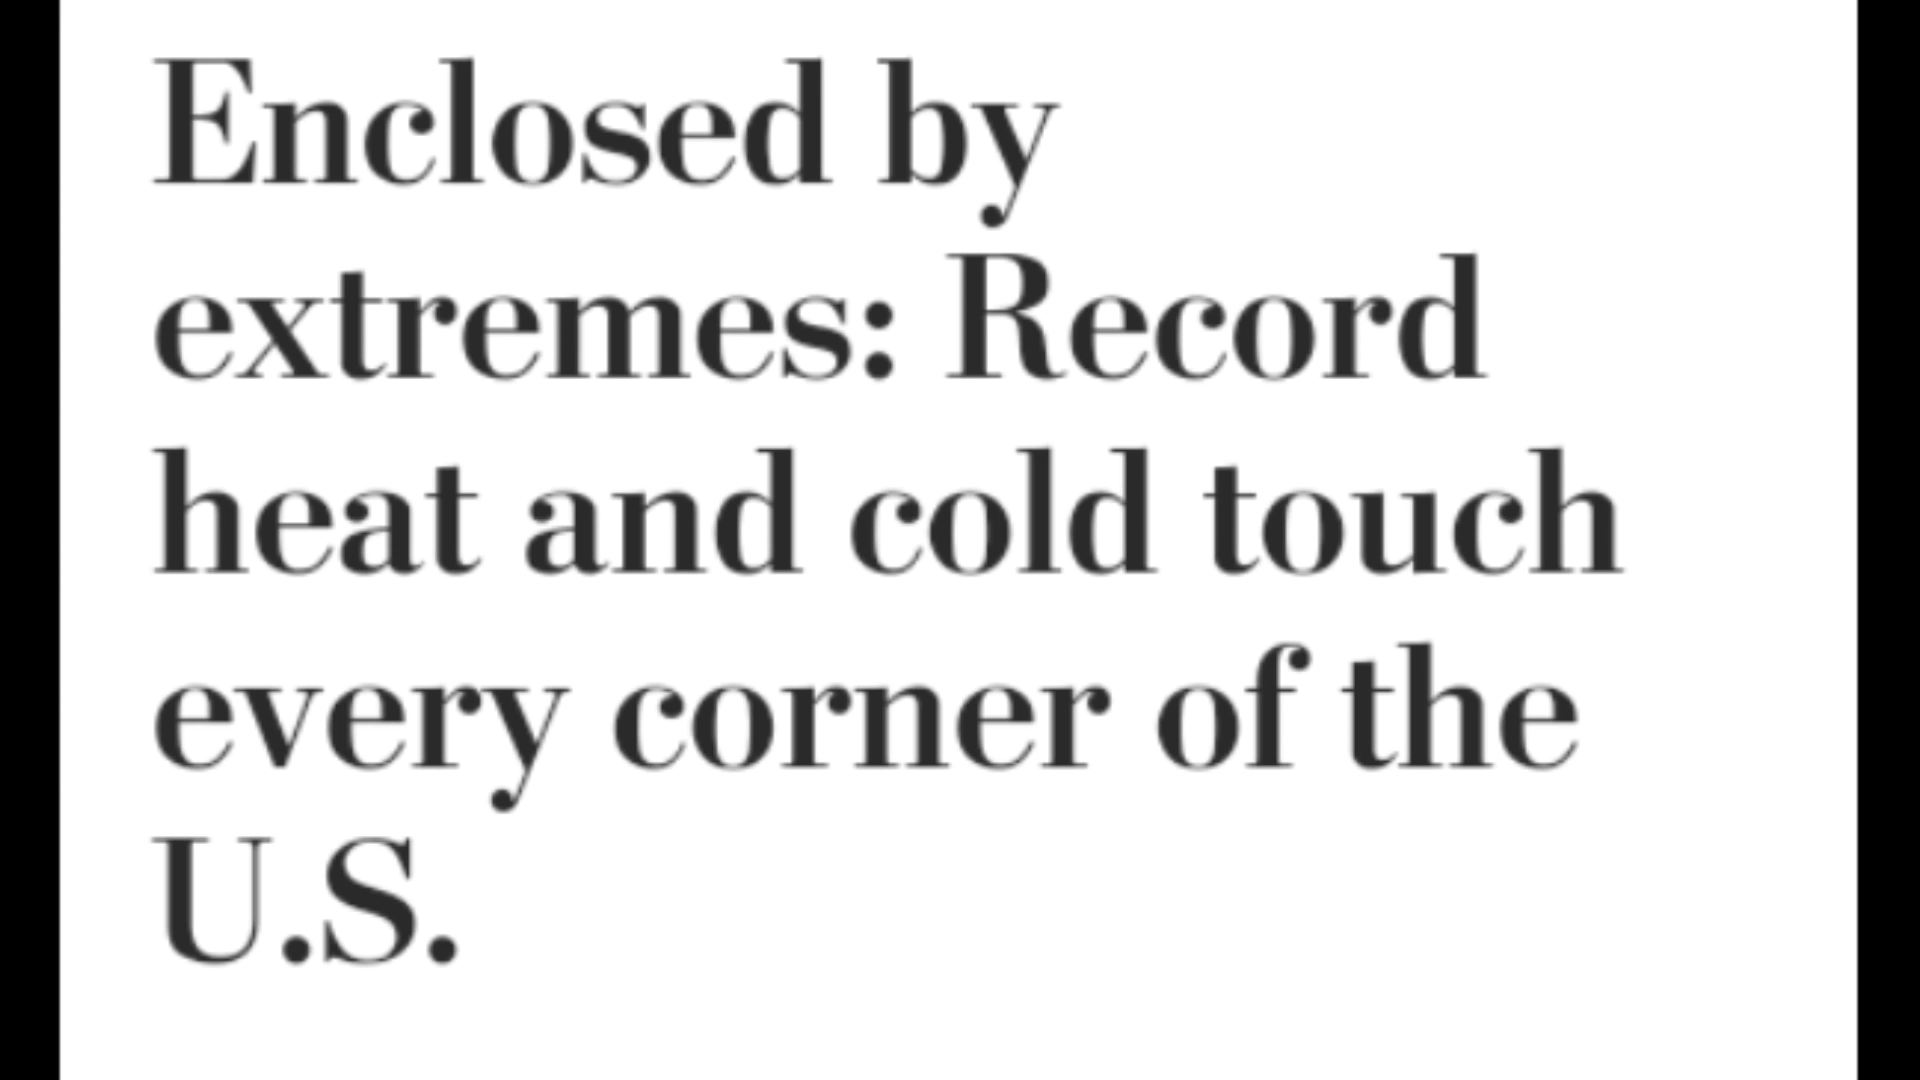 Enclosed by
extremes: Record
heat and cold touch
every corner of the
U.S.